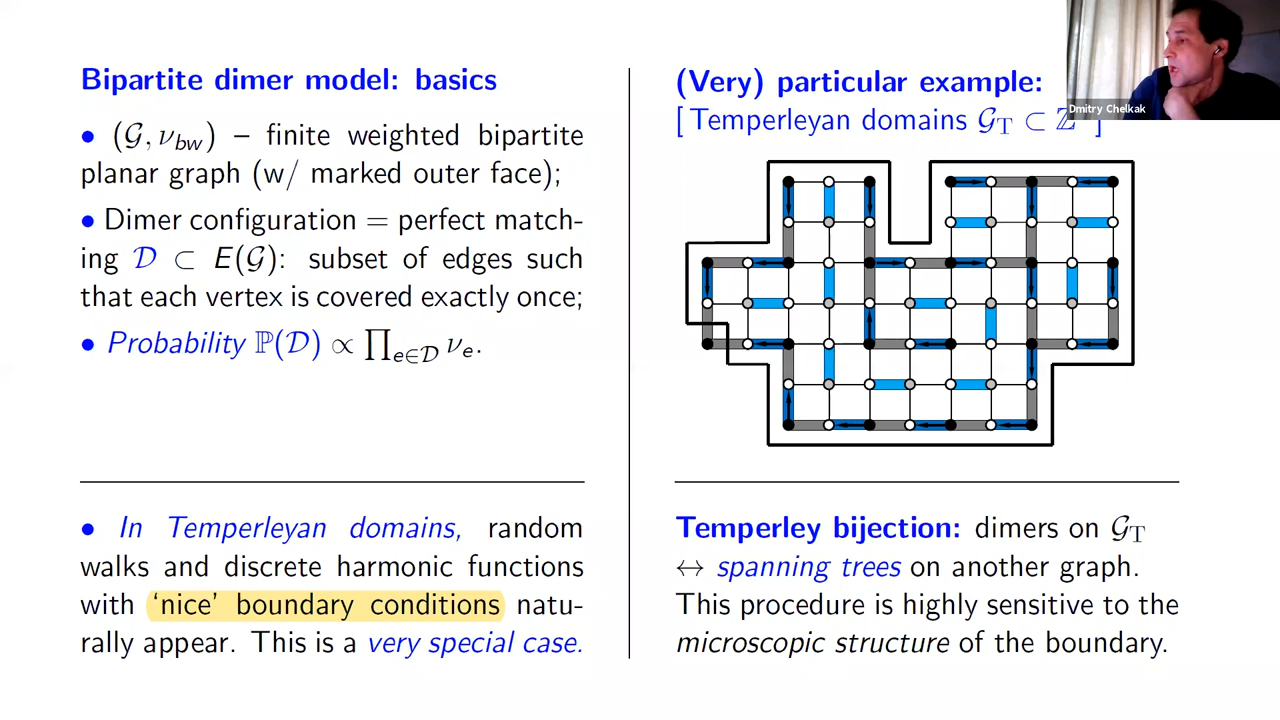 Bipartite dimer model: basics
• (𝒢, ν_bw) – finite weighted bipartite
planar graph (w/ marked outer face);
• Dimer configuration = perfect match-
ing 𝒟 ⊂ E(𝒢): subset of edges such
that each vertex is covered exactly once;
• Probability ℙ(𝒟) ∝ ∏_{e∈𝒟} ν_e.
• In Temperleyan domains, random
walks and discrete harmonic functions
with ‘nice’ boundary conditions natu-
rally appear. This is a very special case.
(Very) particular example:
[ Temperleyan domains 𝒢_T ⊂ ℤ ]
Dmitry Chelkak
Temperley bijection: dimers on 𝒢_T
↔ spanning trees on another graph.
This procedure is highly sensitive to the
microscopic structure of the boundary.